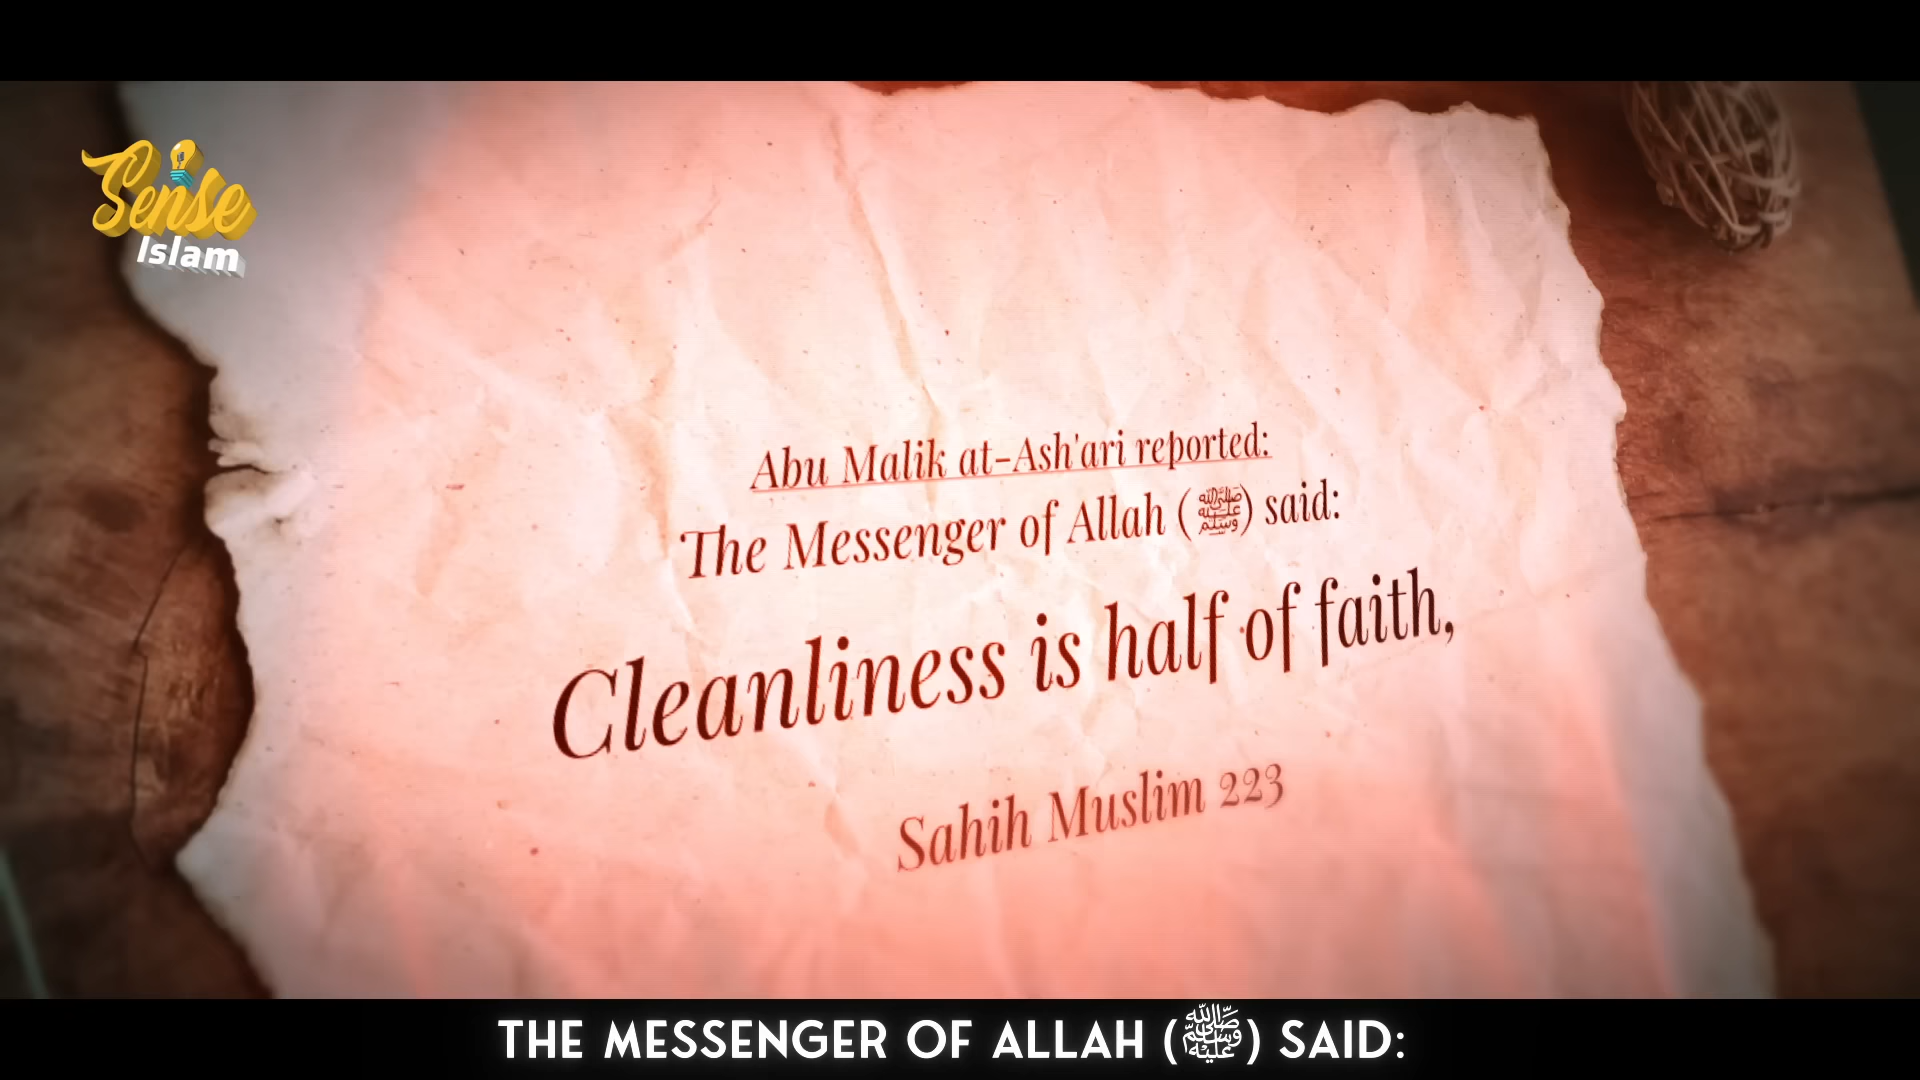 Sense
Islam
Abu Malik at-Ash'ari reported:
The Messenger of Allah (ﷺ) said:
Cleanliness is half of faith,
Sahih Muslim 223
THE MESSENGER OF ALLAH (ﷺ) SAID: